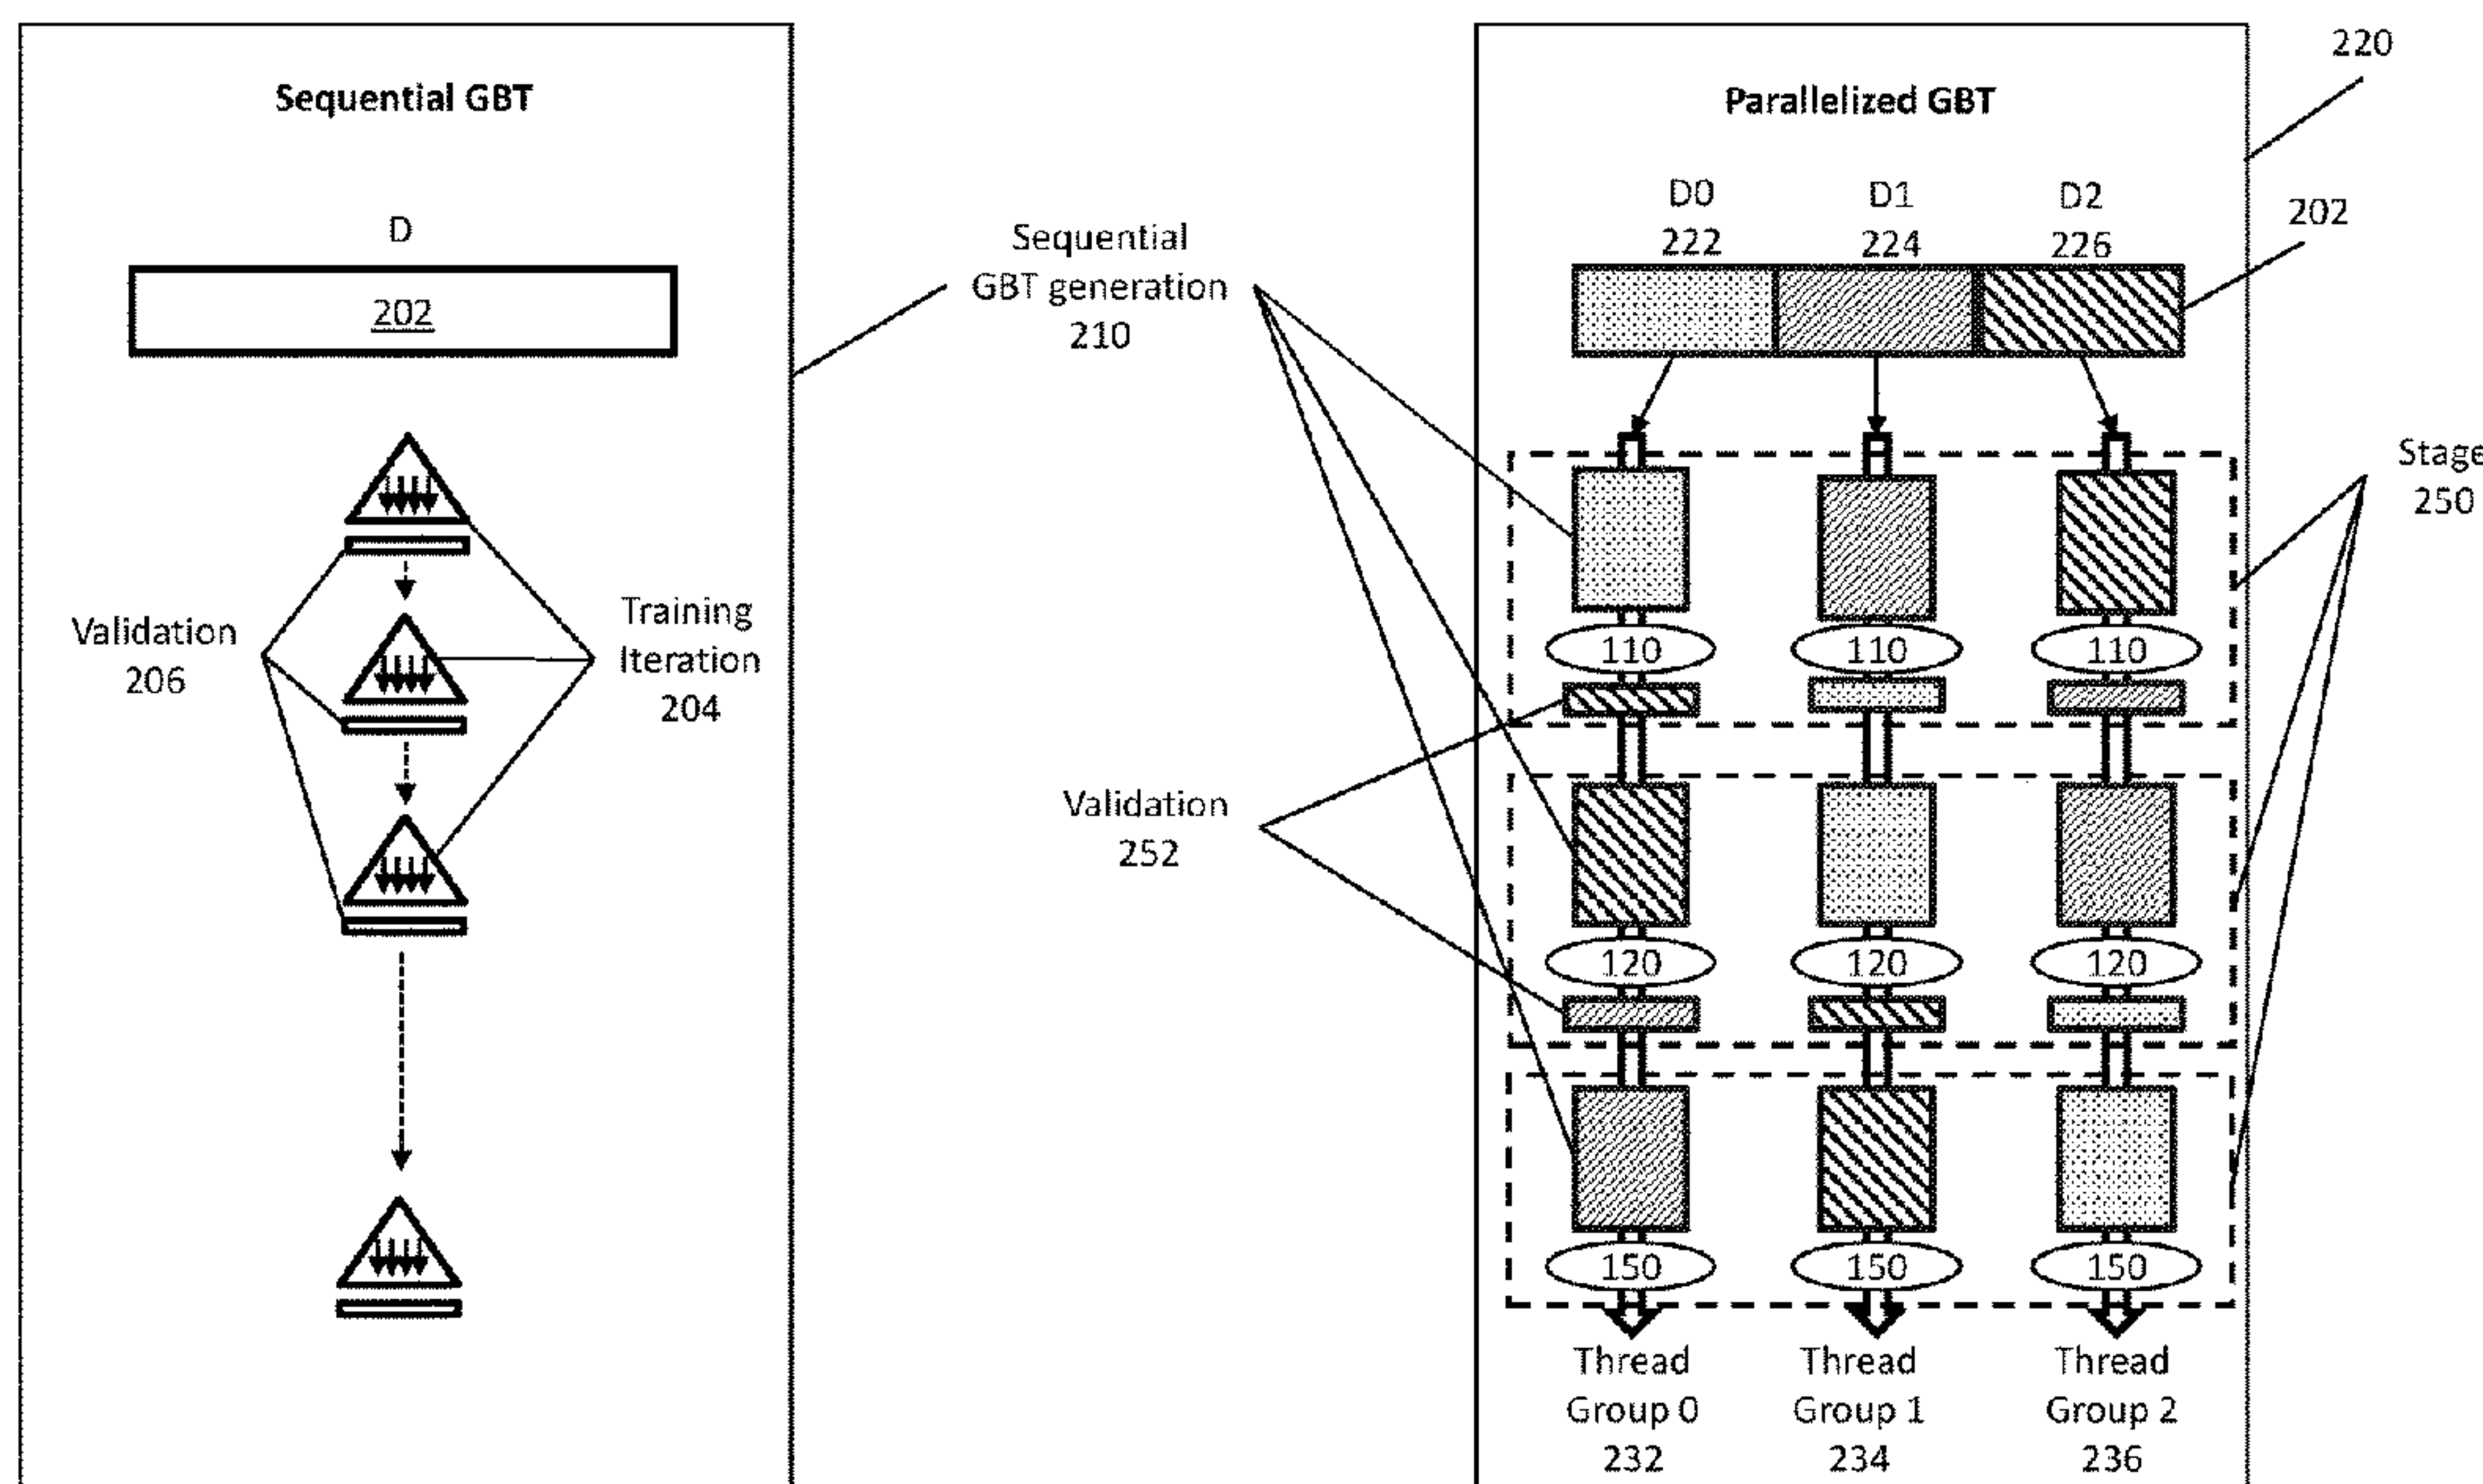 Sequential GBT
D
202
Validation
206
Training
Iteration
204
Sequential
GBT generation
210
Validation
252
Parallelized GBT
220
D0
222
D1
224
D2
226
202
Stage
250
110
110
110
120
120
120
150
150
150
Thread
Group 0
232
Thread
Group 1
234
Thread
Group 2
236